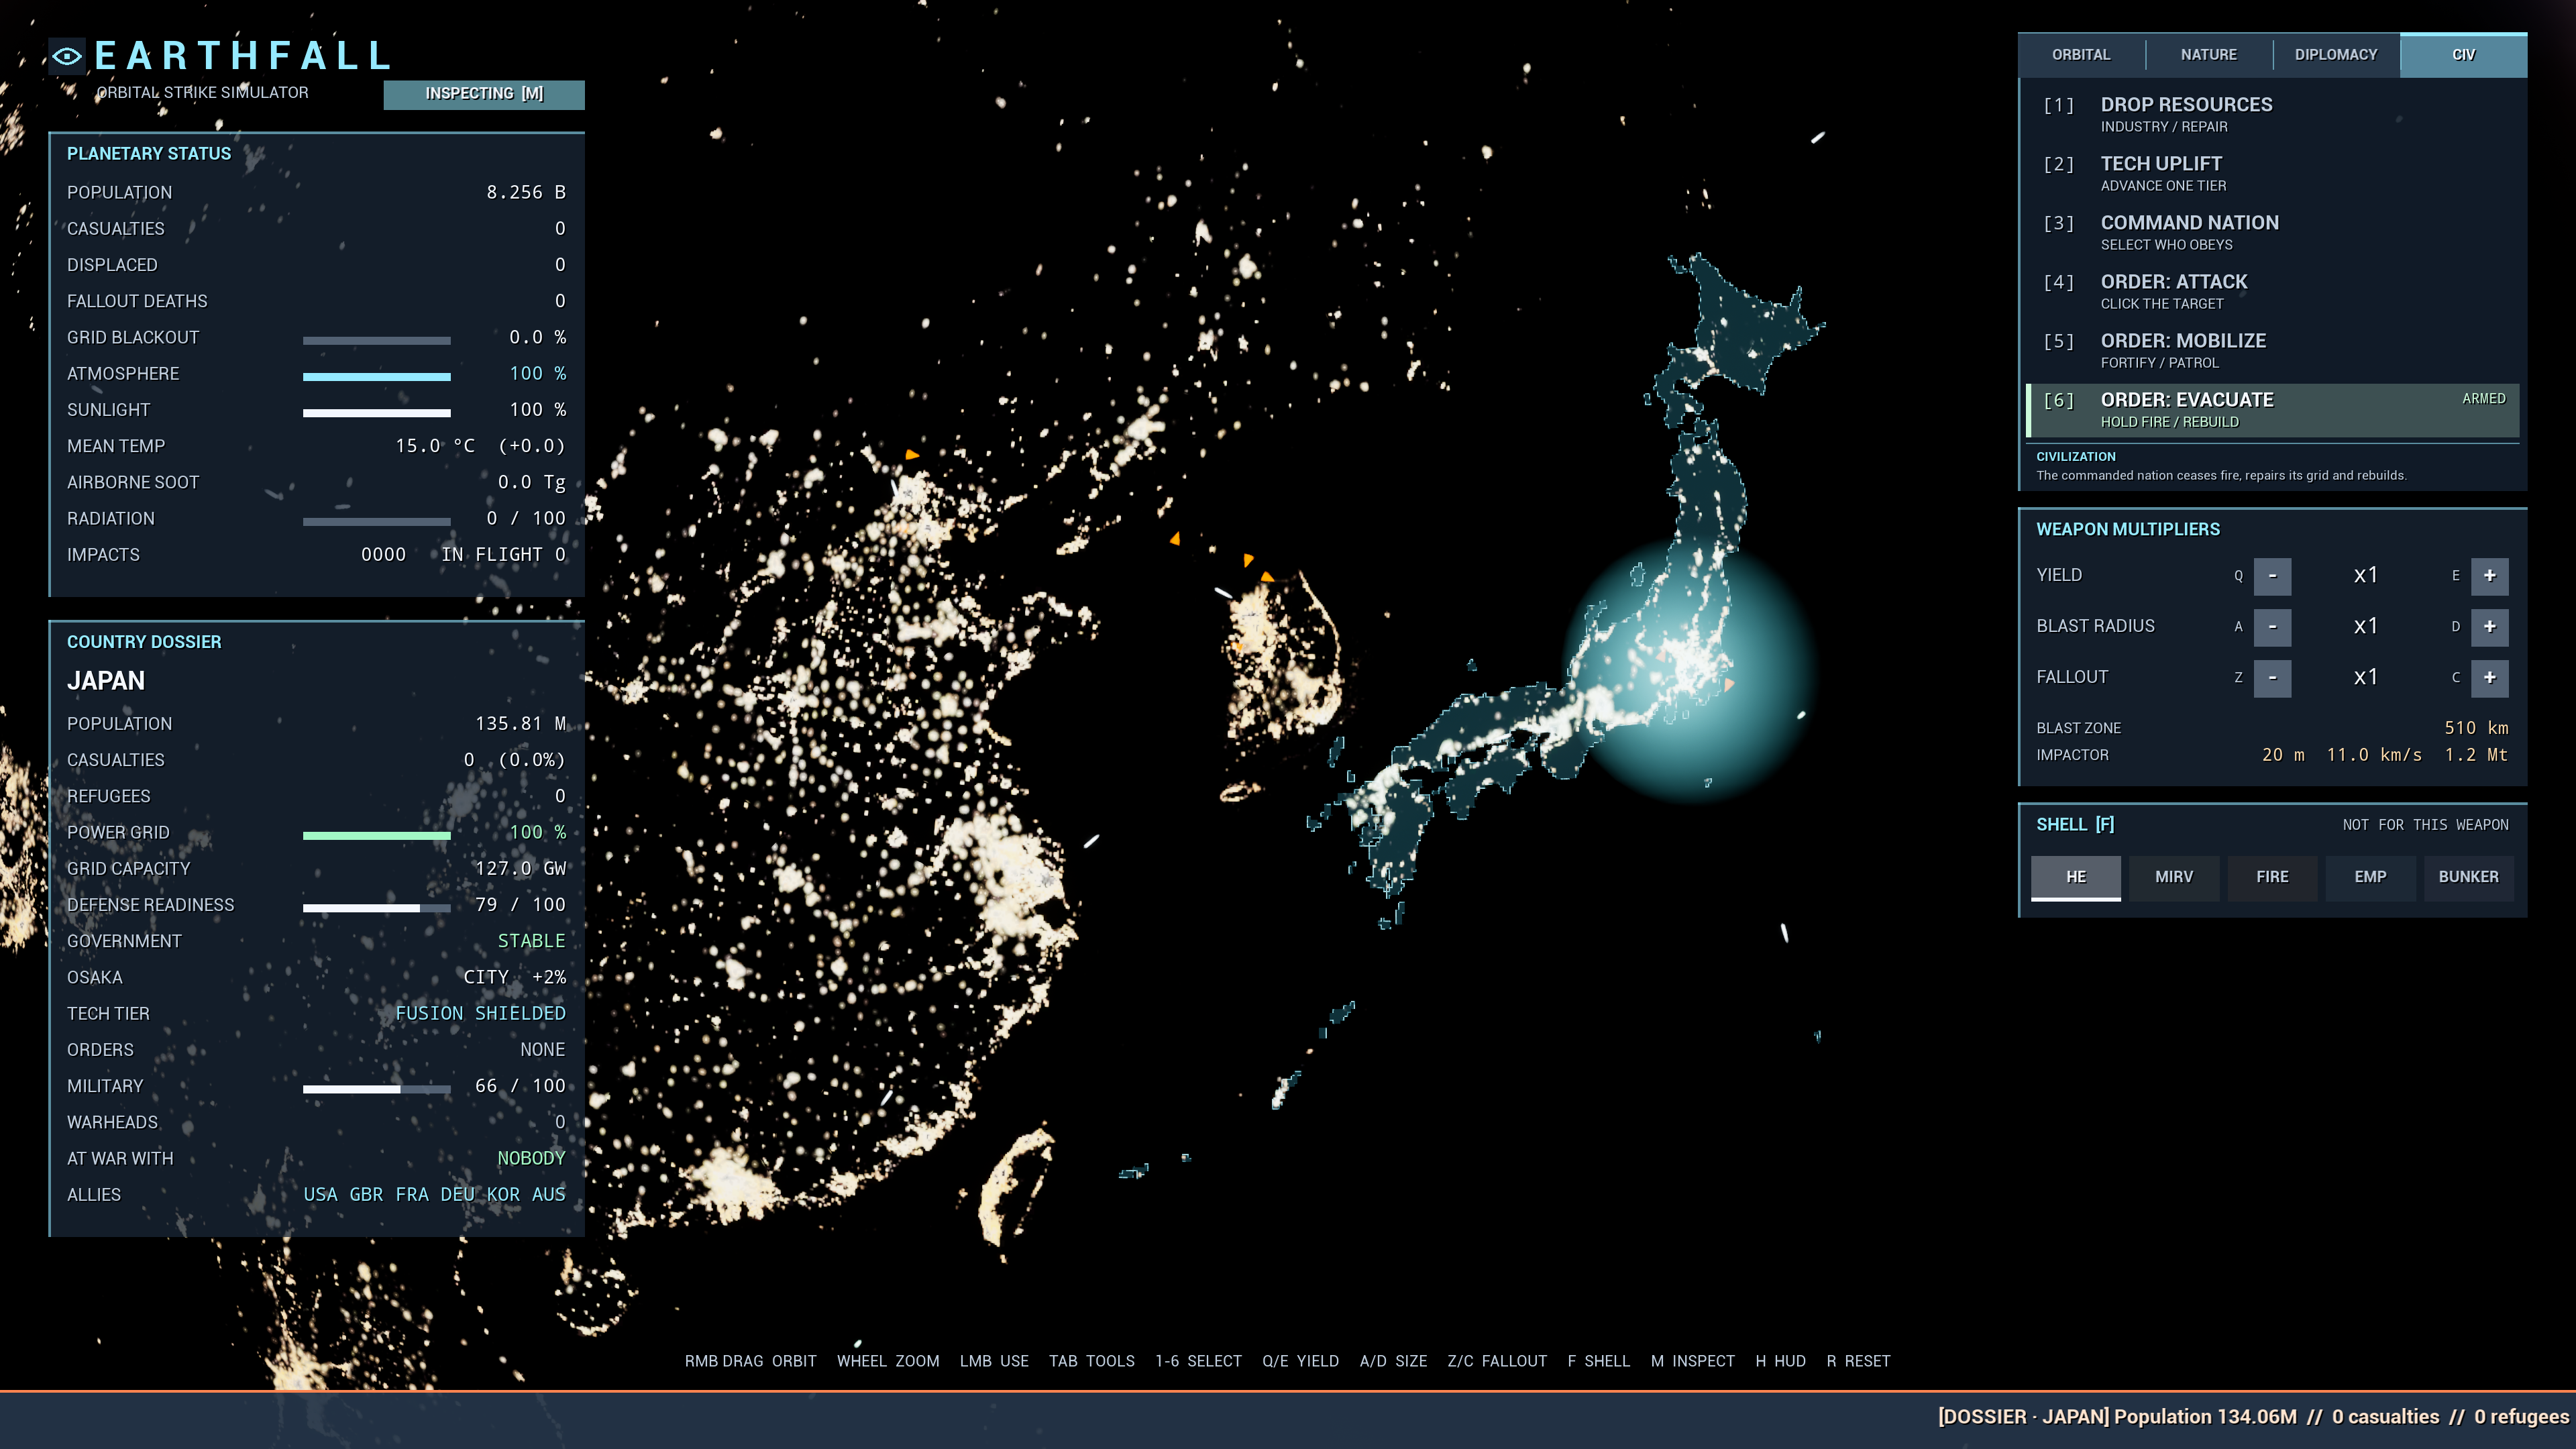 EARTHFALL
ORBITAL STRIKE SIMULATOR
INSPECTING [M]
PLANETARY STATUS
POPULATION 8.256 B
CASUALTIES 0
DISPLACED 0
FALLOUT DEATHS 0
GRID BLACKOUT 0.0 %
ATMOSPHERE 100 %
SUNLIGHT 100 %
MEAN TEMP 15.0 °C (+0.0)
AIRBORNE SOOT 0.0 Tg
RADIATION 0 / 100
IMPACTS 0000 IN FLIGHT 0
COUNTRY DOSSIER
JAPAN
POPULATION 135.81 M
CASUALTIES 0 (0.0%)
REFUGEES 0
POWER GRID 100 %
GRID CAPACITY 127.0 GW
DEFENSE READINESS 79 / 100
GOVERNMENT STABLE
OSAKA CITY +2%
TECH TIER FUSION SHIELDED
ORDERS NONE
MILITARY 66 / 100
WARHEADS 0
AT WAR WITH NOBODY
ALLIES USA GBR FRA DEU KOR AUS
ORBITAL NATURE DIPLOMACY CIV
[1] DROP RESOURCES
INDUSTRY / REPAIR
[2] TECH UPLIFT
ADVANCE ONE TIER
[3] COMMAND NATION
SELECT WHO OBEYS
[4] ORDER: ATTACK
CLICK THE TARGET
[5] ORDER: MOBILIZE
FORTIFY / PATROL
[6] ORDER: EVACUATE ARMED
HOLD FIRE / REBUILD
CIVILIZATION
The commanded nation ceases fire, repairs its grid and rebuilds.
WEAPON MULTIPLIERS
YIELD Q - x1 E +
BLAST RADIUS A - x1 D +
FALLOUT Z - x1 C +
BLAST ZONE 510 km
IMPACTOR 20 m 11.0 km/s 1.2 Mt
SHELL [F] NOT FOR THIS WEAPON
HE MIRV FIRE EMP BUNKER
RMB DRAG ORBIT WHEEL ZOOM LMB USE TAB TOOLS 1-6 SELECT Q/E YIELD A/D SIZE Z/C FALLOUT F SHELL M INSPECT H HUD R RESET
[DOSSIER · JAPAN] Population 134.06M // 0 casualties // 0 refugees